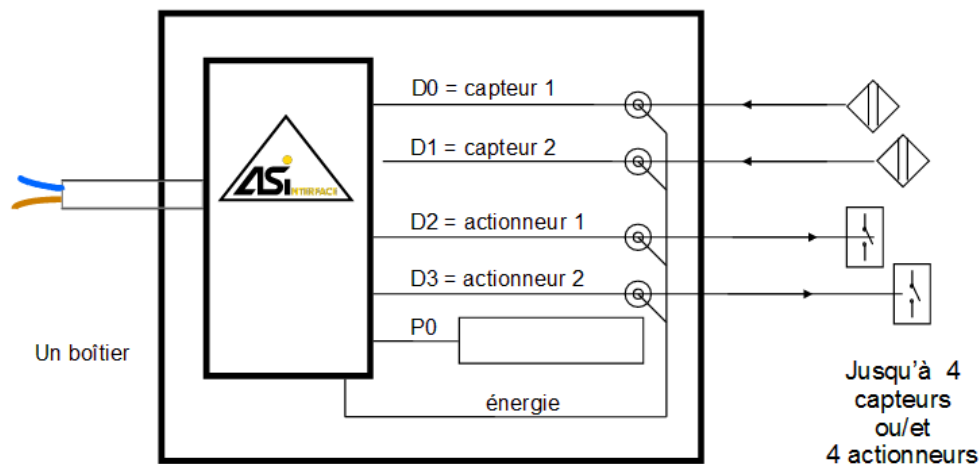 D0 = capteur 1
D1 = capteur 2
ASi
INTERFACE
D2 = actionneur 1
D3 = actionneur 2
P0
Un boîtier
énergie
Jusqu'à 4
capteurs
ou/et
4 actionneurs